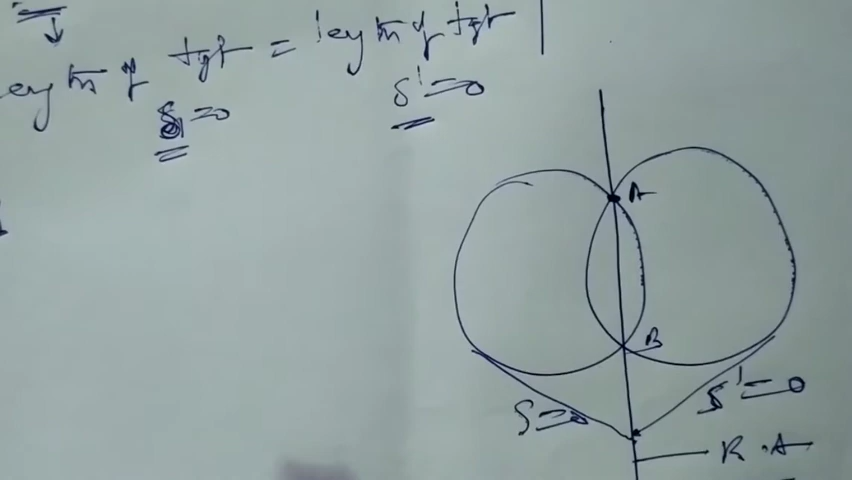 length of tgt = length of tgt
S=0
S'=0
A
B
S=0
S'=0
R.A